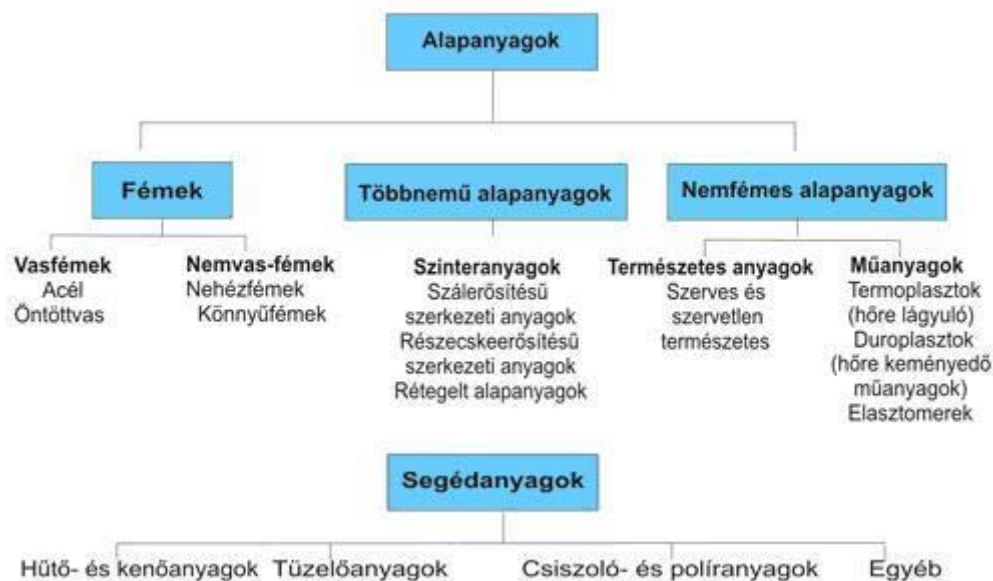 Alapanyagok
Fémek
Többnemű alapanyagok
Nemfémes alapanyagok
Vasfémek
Acél
Öntöttvas
Nemvas-fémek
Nehézfémek
Könnyűfémek
Szinteranyagok
Szálerősítésű
szerkezeti anyagok
Részecskeerősítésű
szerkezeti anyagok
Rétegelt alapanyagok
Természetes anyagok
Szerves és
szervetlen
természetes
Műanyagok
Termoplasztok
(hőre lágyuló)
Duroplasztok
(hőre keményedő
műanyagok)
Elasztomerek
Segédanyagok
Hűtő- és kenőanyagok
Tüzelőanyagok
Csiszoló- és políranyagok
Egyéb